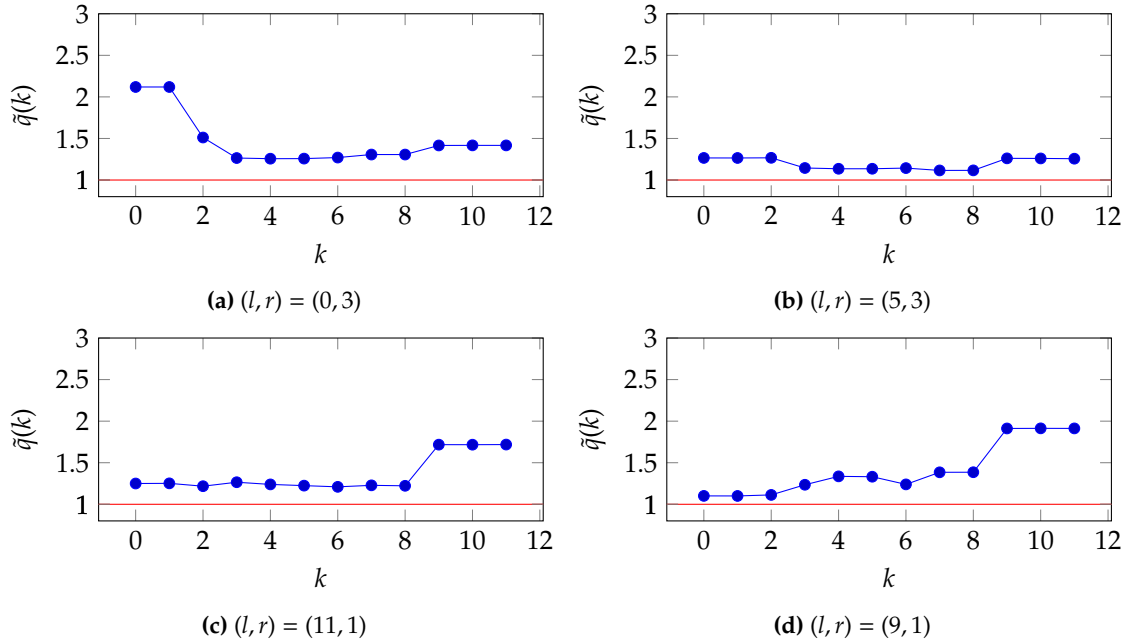 3
2.5
2
1.5
1
q̃(k)
0 2 4 6 8 10 12
k
(a) (l, r) = (0, 3)
3
2.5
2
1.5
1
q̃(k)
0 2 4 6 8 10 12
k
(b) (l, r) = (5, 3)
3
2.5
2
1.5
1
q̃(k)
0 2 4 6 8 10 12
k
(c) (l, r) = (11, 1)
3
2.5
2
1.5
1
q̃(k)
0 2 4 6 8 10 12
k
(d) (l, r) = (9, 1)